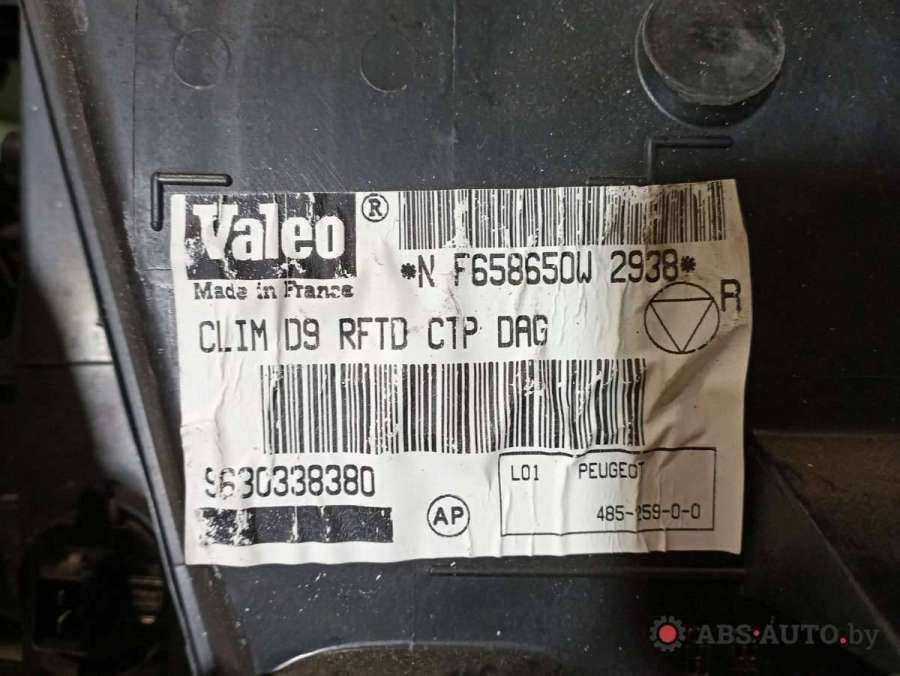 Valeo ®
Made in France
*N F658650W 2938*
R
CLIM D9 RFTD CTP DAG
9630338380
AP
L01 PEUGEOT
485-259-0-0
ABS-AUTO.by